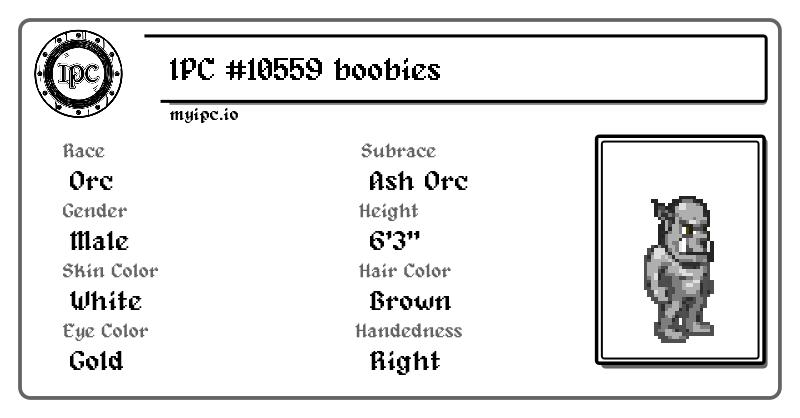 IPC
IPC #10559 boobies
myipc.io
Race
Orc
Subrace
Ash Orc
Gender
Male
Height
6'3"
Skin Color
White
Hair Color
Brown
Eye Color
Gold
Handedness
Right